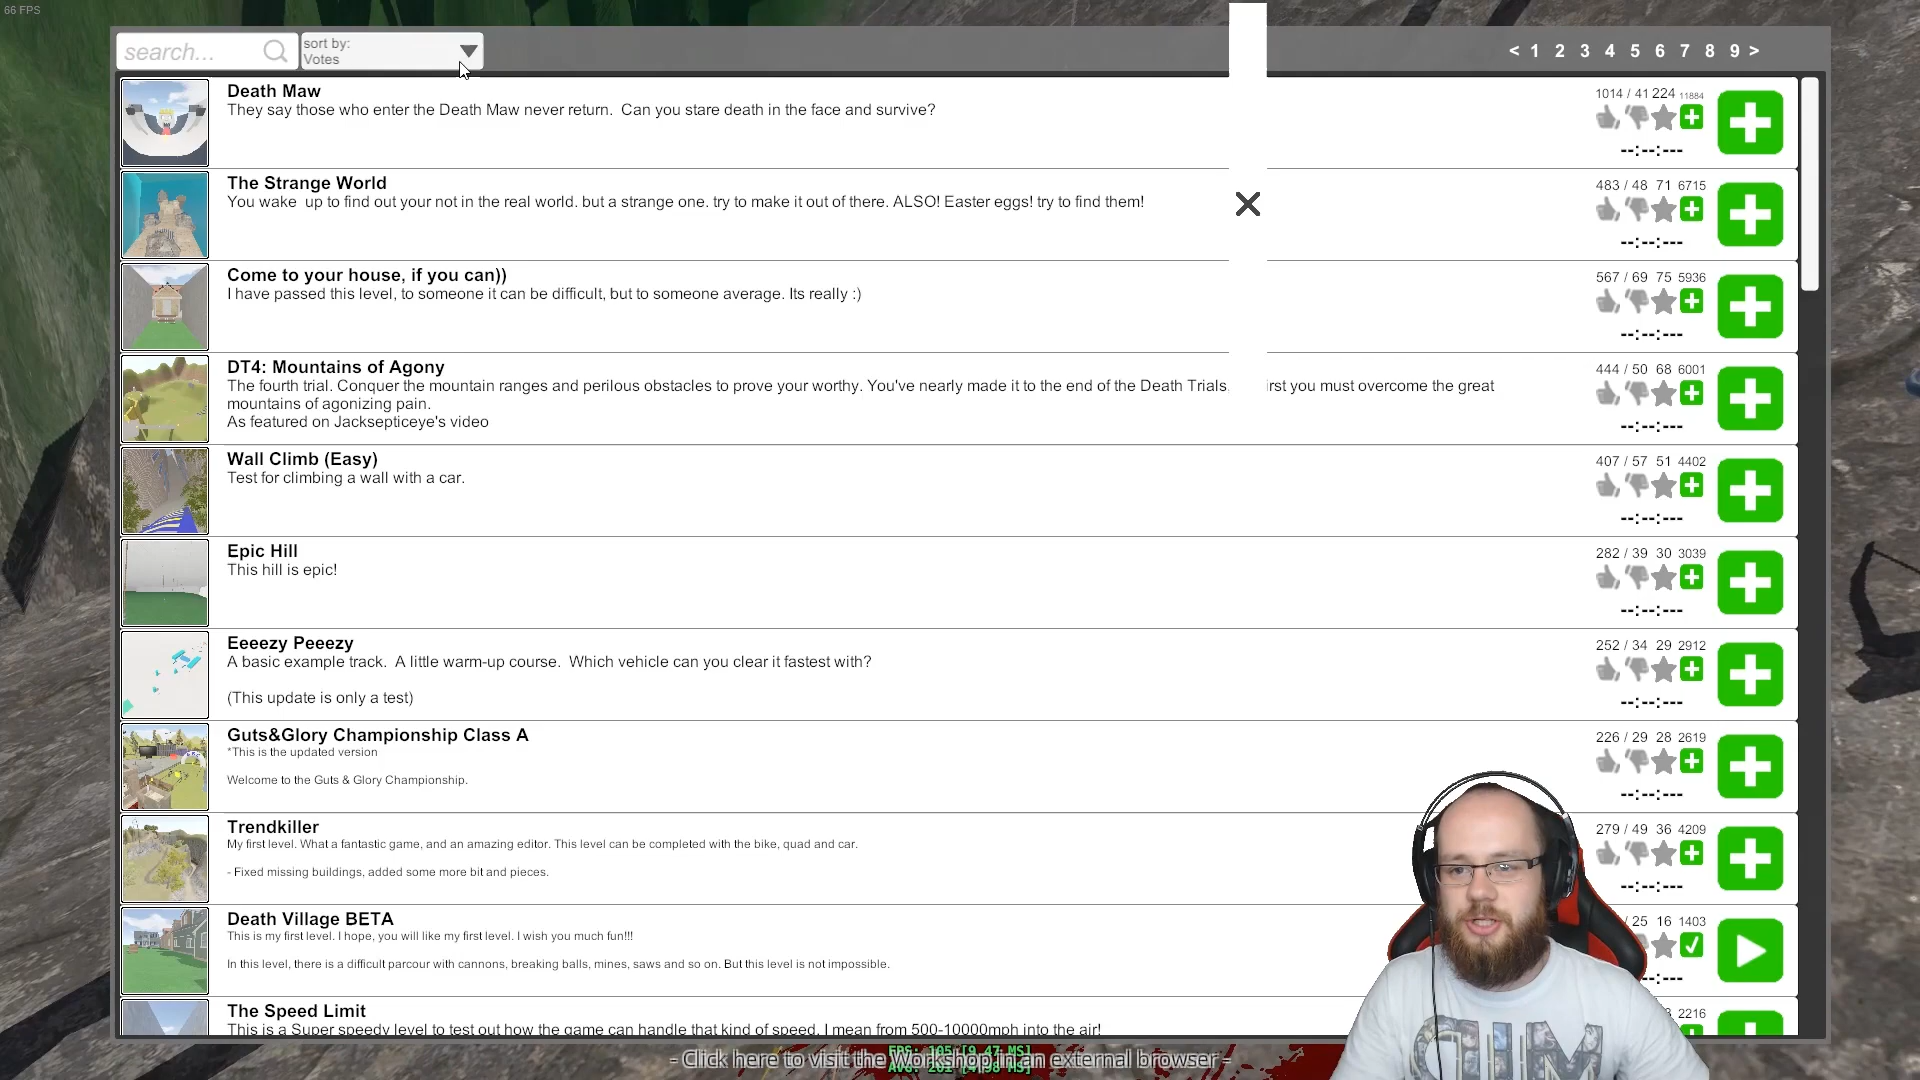 66 FPS
search...
sort by:
Votes
< 1 2 3 4 5 6 7 8 9 >
Death Maw
They say those who enter the Death Maw never return.  Can you stare death in the face and survive?
1014 / 41 224 11884
--:--:---
The Strange World
You wake  up to find out your not in the real world. but a strange one. try to make it out of there. ALSO! Easter eggs! try to find them!
483 / 48 71 6715
--:--:---
Come to your house, if you can))
I have passed this level, to someone it can be difficult, but to someone average. Its really :)
567 / 69 75 5936
--:--:---
DT4: Mountains of Agony
The fourth trial. Conquer the mountain ranges and perilous obstacles to prove your worthy. You've nearly made it to the end of the Death Trials, irst you must overcome the great
mountains of agonizing pain.
As featured on Jacksepticeye's video
444 / 50 68 6001
--:--:---
Wall Climb (Easy)
Test for climbing a wall with a car.
407 / 57 51 4402
--:--:---
Epic Hill
This hill is epic!
282 / 39 30 3039
--:--:---
Eeeezy Peeezy
A basic example track.  A little warm-up course.  Which vehicle can you clear it fastest with?
(This update is only a test)
252 / 34 29 2912
--:--:---
Guts&Glory Championship Class A
*This is the updated version
Welcome to the Guts & Glory Championship.
226 / 29 28 2619
--:--:---
Trendkiller
My first level. What a fantastic game, and an amazing editor. This level can be completed with the bike, quad and car.
- Fixed missing buildings, added some more bit and pieces.
279 / 49 36 4209
--:--:---
Death Village BETA
This is my first level. I hope, you will like my first level. I wish you much fun!!!
In this level, there is a difficult parcour with cannons, breaking balls, mines, saws and so on. But this level is not impossible.
/ 25 16 1403
--:---
The Speed Limit
This is a Super speedy level to test out how the game can handle that kind of speed. I mean from 500-10000mph into the air!
2216
- Click here to visit the Workshop in an external browser -
FPS: 105 [9.47 MS]
AVG: 201 [4.98 MS]